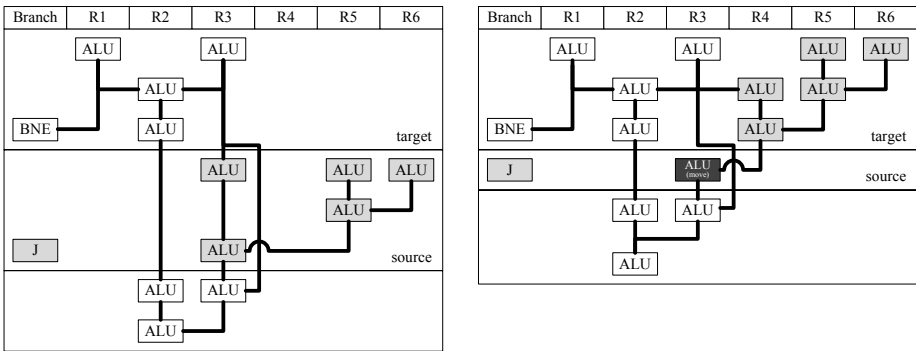 Branch R1 R2 R3 R4 R5 R6
ALU ALU
ALU
BNE ALU
target
ALU ALU ALU
ALU
J ALU
source
ALU ALU
ALU
Branch R1 R2 R3 R4 R5 R6
ALU ALU ALU ALU
ALU ALU ALU
BNE ALU ALU
target
J ALU
(move)
source
ALU ALU
ALU